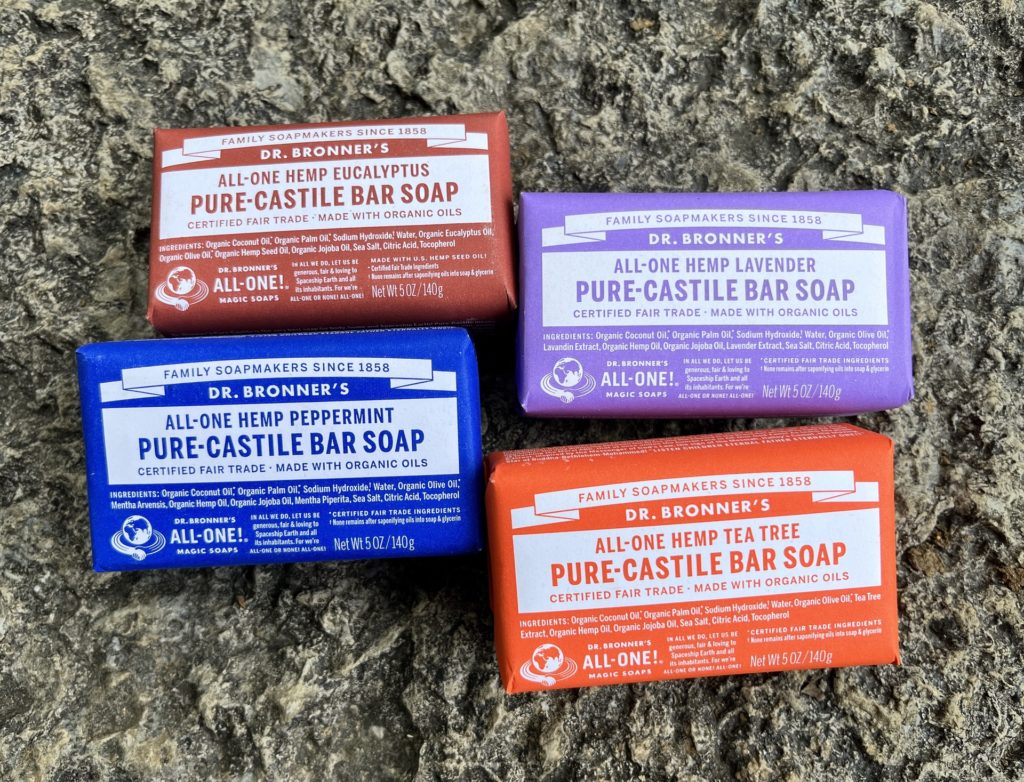 FAMILY SOAPMAKERS SINCE 1858
DR. BRONNER'S
ALL-ONE HEMP EUCALYPTUS
PURE-CASTILE BAR SOAP
CERTIFIED FAIR TRADE · MADE WITH ORGANIC OILS
INGREDIENTS: Organic Coconut Oil,* Organic Palm Oil,* Sodium Hydroxide,† Water, Organic Eucalyptus Oil,
Organic Olive Oil,* Organic Hemp Seed Oil, Organic Jojoba Oil, Sea Salt, Citric Acid, Tocopherol
DR. BRONNER'S
ALL-ONE!®
MAGIC SOAPS
IN ALL WE DO, LET US BE
generous, fair & loving to
Spaceship Earth and all
its inhabitants. For we're
ALL-ONE OR NONE! ALL-ONE!
MADE WITH U.S. HEMP SEED OIL!
* Certified Fair Trade Ingredients
† None remains after saponifying oils into soap & glycerin
Net Wt 5 OZ/140g
FAMILY SOAPMAKERS SINCE 1858
DR. BRONNER'S
ALL-ONE HEMP LAVENDER
PURE-CASTILE BAR SOAP
CERTIFIED FAIR TRADE · MADE WITH ORGANIC OILS
INGREDIENTS: Organic Coconut Oil,* Organic Palm Oil,* Sodium Hydroxide,† Water, Organic Olive Oil,*
Lavandin Extract, Organic Hemp Oil, Organic Jojoba Oil, Lavender Extract, Sea Salt, Citric Acid, Tocopherol
DR. BRONNER'S
ALL-ONE!®
MAGIC SOAPS
IN ALL WE DO, LET US BE
generous, fair & loving to
Spaceship Earth and all
its inhabitants. For we're
ALL-ONE OR NONE! ALL-ONE!
*CERTIFIED FAIR TRADE INGREDIENTS
† None remains after saponifying oils into soap & glycerin
Net Wt 5 OZ/140g
FAMILY SOAPMAKERS SINCE 1858
DR. BRONNER'S
ALL-ONE HEMP PEPPERMINT
PURE-CASTILE BAR SOAP
CERTIFIED FAIR TRADE · MADE WITH ORGANIC OILS
INGREDIENTS: Organic Coconut Oil,* Organic Palm Oil,* Sodium Hydroxide,† Water, Organic Olive Oil,*
Mentha Arvensis, Organic Hemp Oil, Organic Jojoba Oil, Mentha Piperita, Sea Salt, Citric Acid, Tocopherol
DR. BRONNER'S
ALL-ONE!®
MAGIC SOAPS
IN ALL WE DO, LET US BE
generous, fair & loving to
Spaceship Earth and all
its inhabitants. For we're
ALL-ONE OR NONE! ALL-ONE!
*CERTIFIED FAIR TRADE INGREDIENTS
† None remains after saponifying oils into soap & glycerin
Net Wt 5 OZ/140g
LISTEN CHILDREN ETERNAL FATHER ETERNALLY ONE!
FAMILY SOAPMAKERS SINCE 1858
DR. BRONNER'S
ALL-ONE HEMP TEA TREE
PURE-CASTILE BAR SOAP
CERTIFIED FAIR TRADE · MADE WITH ORGANIC OILS
INGREDIENTS: Organic Coconut Oil,* Organic Palm Oil,* Sodium Hydroxide,† Water, Organic Olive Oil,* Tea Tree
Extract, Organic Hemp Oil, Organic Jojoba Oil, Sea Salt, Citric Acid, Tocopherol
DR. BRONNER'S
ALL-ONE!®
MAGIC SOAPS
IN ALL WE DO, LET US BE
generous, fair & loving to
Spaceship Earth and all
its inhabitants. For we're
ALL-ONE OR NONE! ALL-ONE!
*CERTIFIED FAIR TRADE INGREDIENTS
† None remains after saponifying oils into soap & glycerin
Net Wt 5 OZ/140g